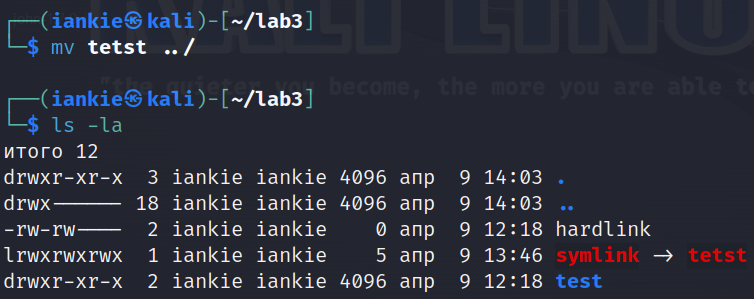 KALI LINUX
┌──(iankie㉿kali)-[~/lab3]
└─$ mv tetst ../
"the quieter you become, the more you are able to
┌──(iankie㉿kali)-[~/lab3]
└─$ ls -la
итого 12
drwxr-xr-x  3 iankie iankie 4096 апр  9 14:03 .
drwx------ 18 iankie iankie 4096 апр  9 14:03 ..
-rw-rw----  2 iankie iankie    0 апр  9 12:18 hardlink
lrwxrwxrwx  1 iankie iankie    5 апр  9 13:46 symlink -> tetst
drwxr-xr-x  2 iankie iankie 4096 апр  9 12:18 test